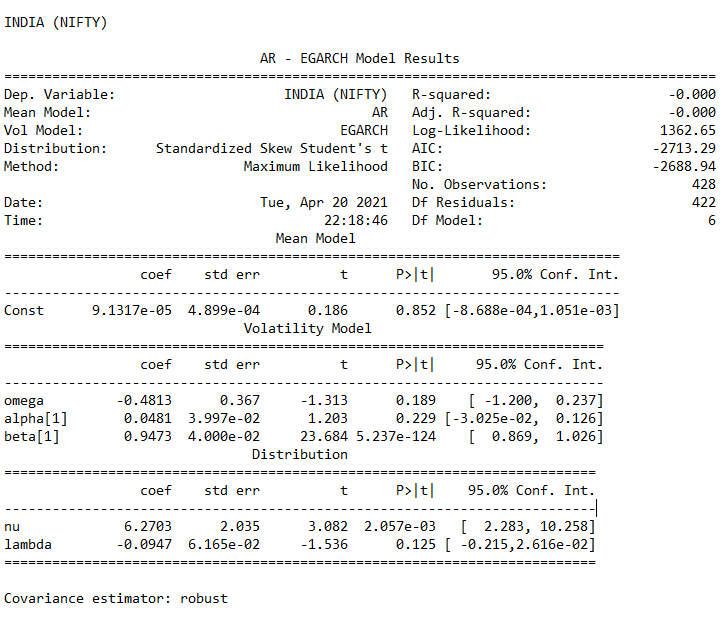 INDIA (NIFTY)
AR - EGARCH Model Results
==========================================================================================
Dep. Variable: INDIA (NIFTY) R-squared: -0.000
Mean Model: AR Adj. R-squared: -0.000
Vol Model: EGARCH Log-Likelihood: 1362.65
Distribution: Standardized Skew Student's t AIC: -2713.29
Method: Maximum Likelihood BIC: -2688.94
No. Observations: 428
Date: Tue, Apr 20 2021 Df Residuals: 422
Time: 22:18:46 Df Model: 6
Mean Model
==============================================================================
coef std err t P>|t| 95.0% Conf. Int.
------------------------------------------------------------------------------
Const 9.1317e-05 4.899e-04 0.186 0.852 [-8.688e-04,1.051e-03]
Volatility Model
============================================================================
coef std err t P>|t| 95.0% Conf. Int.
----------------------------------------------------------------------------
omega -0.4813 0.367 -1.313 0.189 [ -1.200, 0.237]
alpha[1] 0.0481 3.997e-02 1.203 0.229 [-3.025e-02, 0.126]
beta[1] 0.9473 4.000e-02 23.684 5.237e-124 [ 0.869, 1.026]
Distribution
===========================================================================
coef std err t P>|t| 95.0% Conf. Int.
---------------------------------------------------------------------------
nu 6.2703 2.035 3.082 2.057e-03 [ 2.283, 10.258]
lambda -0.0947 6.165e-02 -1.536 0.125 [ -0.215,2.616e-02]
===========================================================================
Covariance estimator: robust